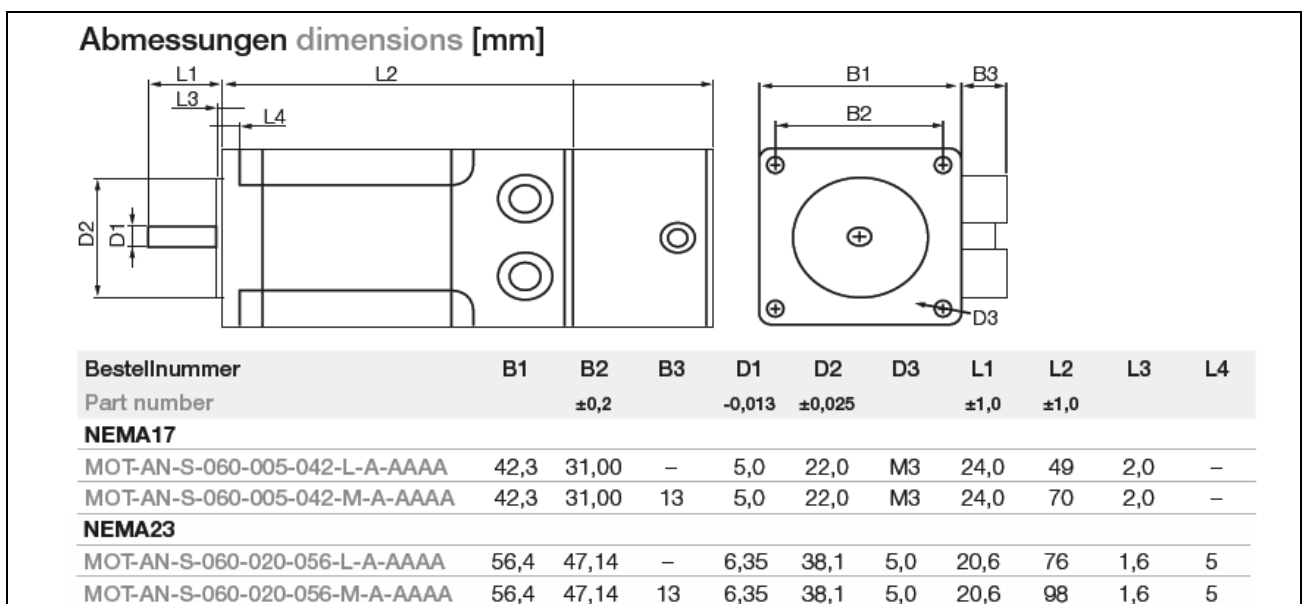 Abmessungen dimensions [mm]
L1 L2 B1 B3
L3 L4 B2
D2 D1
D3
Bestellnummer B1 B2 B3 D1 D2 D3 L1 L2 L3 L4
Part number ±0,2 -0,013 ±0,025 ±1,0 ±1,0
NEMA17
MOT-AN-S-060-005-042-L-A-AAAA 42,3 31,00 – 5,0 22,0 M3 24,0 49 2,0 –
MOT-AN-S-060-005-042-M-A-AAAA 42,3 31,00 13 5,0 22,0 M3 24,0 70 2,0 –
NEMA23
MOT-AN-S-060-020-056-L-A-AAAA 56,4 47,14 – 6,35 38,1 5,0 20,6 76 1,6 5
MOT-AN-S-060-020-056-M-A-AAAA 56,4 47,14 13 6,35 38,1 5,0 20,6 98 1,6 5